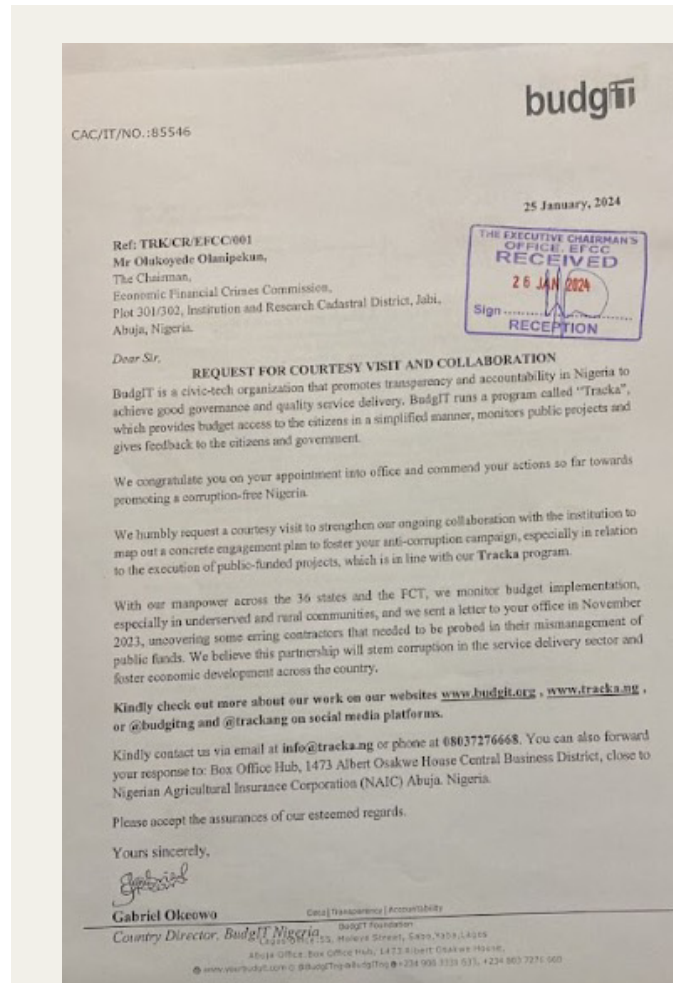 budgIT
CAC/IT/NO.:85546
25 January, 2024
Ref: TRK/CR/EFCC/001
Mr Olukoyede Olanipekun,
The Chairman,
Economic Financial Crimes Commission,
Plot 301/302, Institution and Research Cadastral District, Jabi,
Abuja, Nigeria.
THE EXECUTIVE CHAIRMAN'S
OFFICE. EFCC
RECEIVED
26 JAN 2024
Sign
RECEPTION
Dear Sir,
REQUEST FOR COURTESY VISIT AND COLLABORATION
BudgIT is a civic-tech organization that promotes transparency and accountability in Nigeria to
achieve good governance and quality service delivery. BudgIT runs a program called “Tracka”,
which provides budget access to the citizens in a simplified manner, monitors public projects and
gives feedback to the citizens and government.
We congratulate you on your appointment into office and commend your actions so far towards
promoting a corruption-free Nigeria.
We humbly request a courtesy visit to strengthen our ongoing collaboration with the institution to
map out a concrete engagement plan to foster your anti-corruption campaign, especially in relation
to the execution of public-funded projects, which is in line with our Tracka program.
With our manpower across the 36 states and the FCT, we monitor budget implementation,
especially in underserved and rural communities, and we sent a letter to your office in November
2023, uncovering some erring contractors that needed to be probed in their mismanagement of
public funds. We believe this partnership will stem corruption in the service delivery sector and
foster economic development across the country.
Kindly check out more about our work on our websites www.budgit.org , www.tracka.ng ,
or @budgitng and @trackang on social media platforms.
Kindly contact us via email at info@tracka.ng or phone at 08037276668. You can also forward
your response to: Box Office Hub, 1473 Albert Osakwe House Central Business District, close to
Nigerian Agricultural Insurance Corporation (NAIC) Abuja. Nigeria.
Please accept the assurances of our esteemed regards.
Yours sincerely,
Gabriel Okeowo
Country Director, BudgIT Nigeria
| Transparency | Accountability
BudgIT Foundation
Street, Sabo, Yaba, Lagos
Abuja Office: Box Office Hub, 1473 Albert Osakwe House,